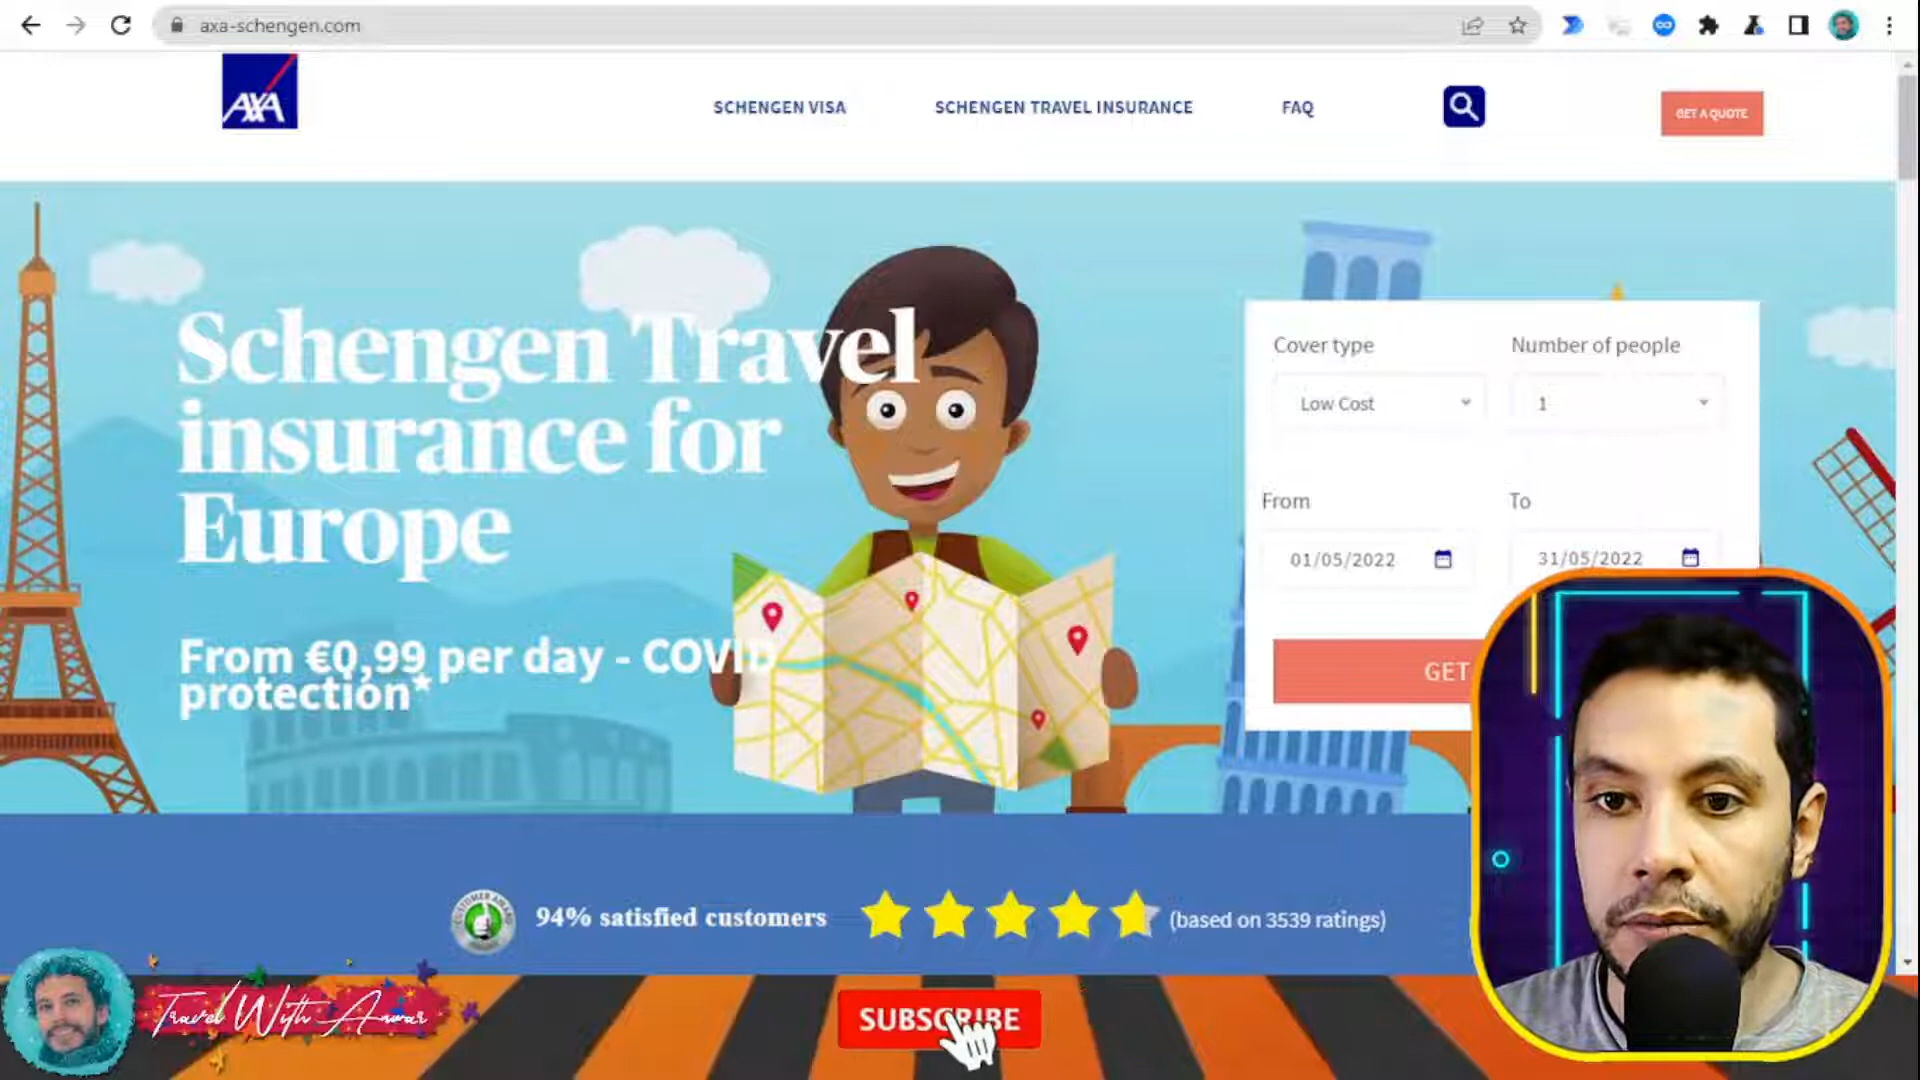 axa-schengen.com
AXA
SCHENGEN VISA
SCHENGEN TRAVEL INSURANCE
FAQ
GET A QUOTE
Schengen Travel
insurance for
Europe
From €0,99 per day - COVID
protection*
Cover type
Number of people
Low Cost
1
From
To
01/05/2022
31/05/2022
GET
94% satisfied customers
(based on 3539 ratings)
Travel With Anwar
SUBSCRIBE